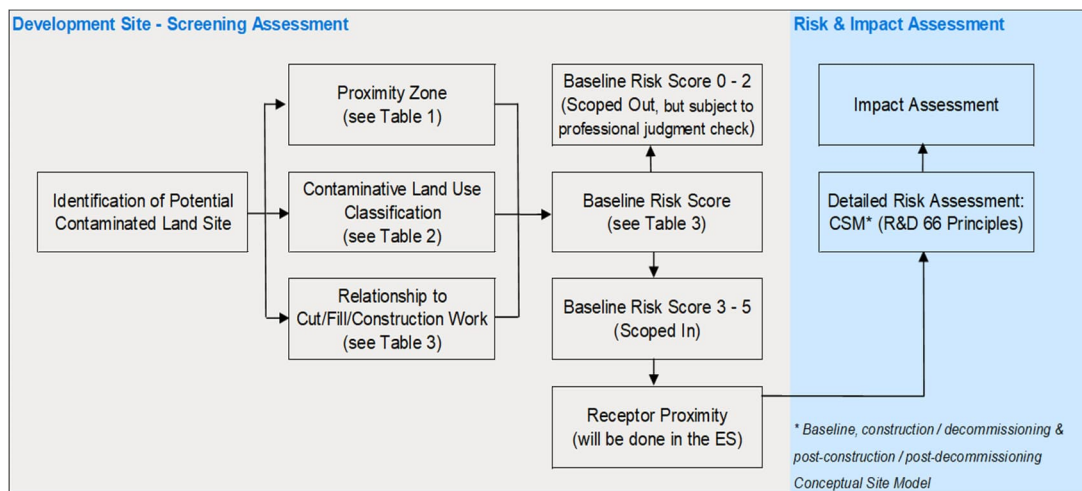 Development Site - Screening Assessment
Risk & Impact Assessment
Identification of Potential
Contaminated Land Site
Proximity Zone
(see Table 1)
Contaminative Land Use
Classification
(see Table 2)
Relationship to
Cut/Fill/Construction Work
(see Table 3)
Baseline Risk Score 0 - 2
(Scoped Out, but subject to
professional judgment check)
Baseline Risk Score
(see Table 3)
Baseline Risk Score 3 - 5
(Scoped In)
Receptor Proximity
(will be done in the ES)
Impact Assessment
Detailed Risk Assessment:
CSM* (R&D 66 Principles)
* Baseline, construction / decommissioning &
post-construction / post-decommissioning
Conceptual Site Model